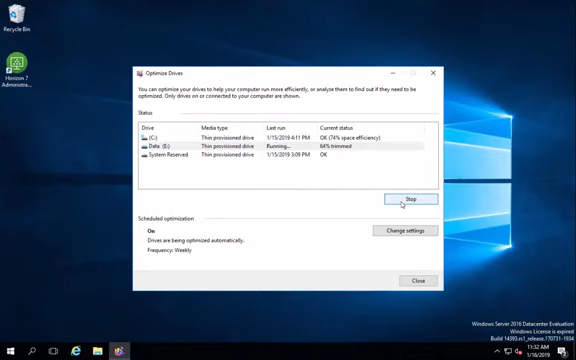 Recycle Bin
Horizon 7
Administra...
Optimize Drives
You can optimize your drives to help your computer run more efficiently, or analyze them to find out if they need to be
optimized. Only drives on or connected to your computer are shown.
Status
Drive Media type Last run Current status
(C:) Thin provisioned drive 1/15/2019 4:11 PM OK (74% space efficiency)
Data (E:) Thin provisioned drive Running... 64% trimmed
System Reserved Thin provisioned drive 1/15/2019 3:09 PM OK
Stop
Scheduled optimization
On
Change settings
Drives are being optimized automatically.
Frequency: Weekly
Close
Windows Server 2016 Datacenter Evaluation
Windows License is expired
Build 14393.rs1_release.170731-1934
11:32 AM
1/16/2019